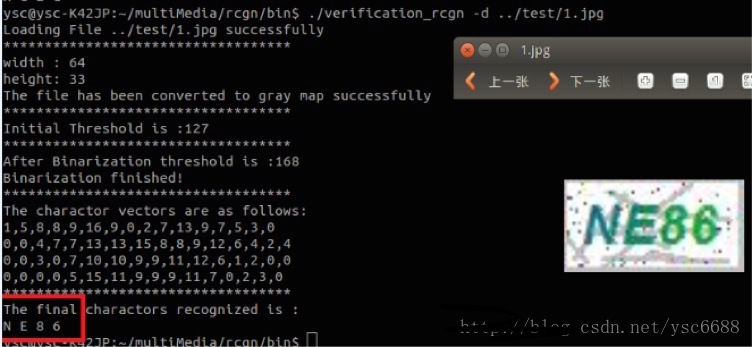 ysc@ysc-K42JP:~/multiMedia/rcgn/bin$ ./verification_rcgn -d ../test/1.jpg
Loading File ../test/1.jpg successfully
***********************************
width : 64
height: 33
The file has been converted to gray map successfully
***********************************
Initial Threshold is :127
***********************************
After Binarization threshold is :168
Binarization finished!
***********************************
The charactor vectors are as follows:
1,5,8,8,9,16,9,0,2,7,13,9,7,5,3,0
0,0,4,7,7,13,13,15,8,8,9,12,6,4,2,4
0,0,3,0,7,10,10,9,9,11,12,6,1,2,0,0
0,0,0,0,5,15,11,9,9,9,11,7,0,2,3,0
***********************************
The final charactors recognized is :
N E 8 6
ysc@ysc-K42JP:~/multiMedia/rcgn/bin$
1.jpg
上一张 下一张
NE86
http://blog.csdn.net/ysc6688